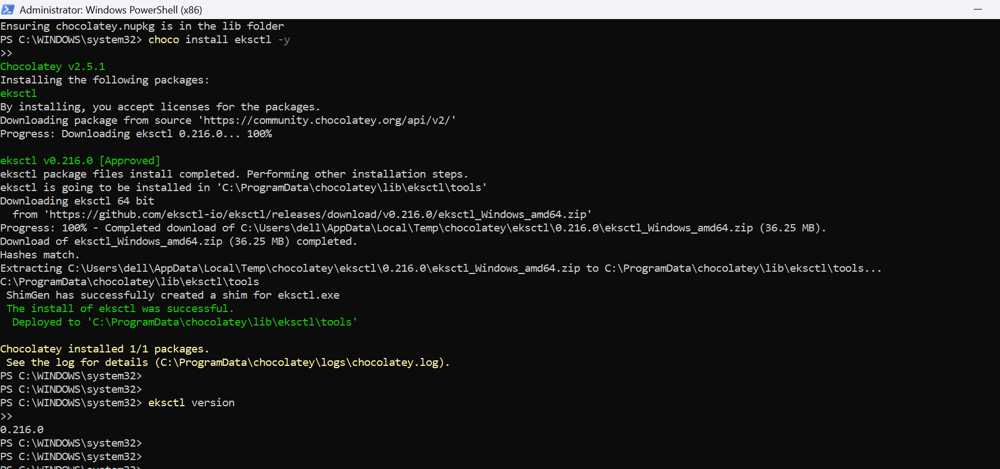 Administrator: Windows PowerShell (x86)
Ensuring chocolatey.nupkg is in the lib folder
PS C:\WINDOWS\system32> choco install eksctl -y
>>
Chocolatey v2.5.1
Installing the following packages:
eksctl
By installing, you accept licenses for the packages.
Downloading package from source 'https://community.chocolatey.org/api/v2/'
Progress: Downloading eksctl 0.216.0... 100%
eksctl v0.216.0 [Approved]
eksctl package files install completed. Performing other installation steps.
eksctl is going to be installed in 'C:\ProgramData\chocolatey\lib\eksctl\tools'
Downloading eksctl 64 bit
  from 'https://github.com/eksctl-io/eksctl/releases/download/v0.216.0/eksctl_Windows_amd64.zip'
Progress: 100% - Completed download of C:\Users\dell\AppData\Local\Temp\chocolatey\eksctl\0.216.0\eksctl_Windows_amd64.zip (36.25 MB).
Download of eksctl_Windows_amd64.zip (36.25 MB) completed.
Hashes match.
Extracting C:\Users\dell\AppData\Local\Temp\chocolatey\eksctl\0.216.0\eksctl_Windows_amd64.zip to C:\ProgramData\chocolatey\lib\eksctl\tools...
C:\ProgramData\chocolatey\lib\eksctl\tools
 ShimGen has successfully created a shim for eksctl.exe
 The install of eksctl was successful.
  Deployed to 'C:\ProgramData\chocolatey\lib\eksctl\tools'
Chocolatey installed 1/1 packages.
 See the log for details (C:\ProgramData\chocolatey\logs\chocolatey.log).
PS C:\WINDOWS\system32>
PS C:\WINDOWS\system32>
PS C:\WINDOWS\system32> eksctl version
>>
0.216.0
PS C:\WINDOWS\system32>
PS C:\WINDOWS\system32>
PS C:\WINDOWS\system32>